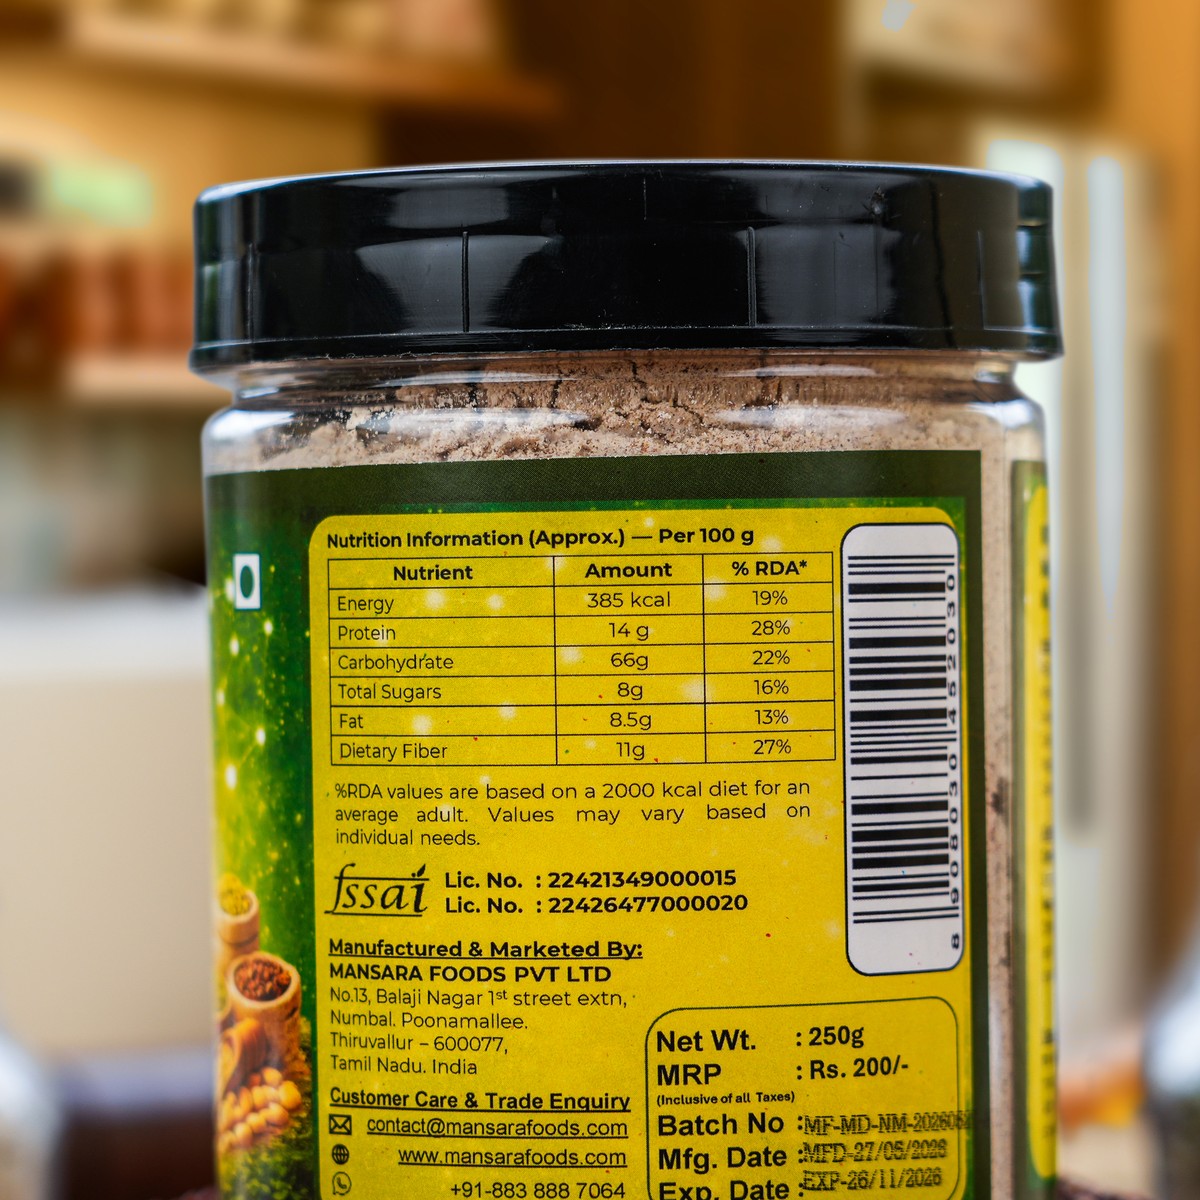 Nutrition Information (Approx.) — Per 100 g
Nutrient Amount % RDA*
Energy 385 kcal 19%
Protein 14 g 28%
Carbohydrate 66g 22%
Total Sugars 8g 16%
Fat 8.5g 13%
Dietary Fiber 11g 27%
%RDA values are based on a 2000 kcal diet for an
average adult. Values may vary based on
individual needs.
fssai
Lic. No. : 22421349000015
Lic. No. : 22426477000020
Manufactured & Marketed By:
MANSARA FOODS PVT LTD
No.13, Balaji Nagar 1st street extn,
Numbal. Poonamallee.
Thiruvallur – 600077,
Tamil Nadu. India
Customer Care & Trade Enquiry
contact@mansarafoods.com
www.mansarafoods.com
+91-883 888 7064
8 908030 452030
Net Wt. : 250g
MRP : Rs. 200/-
(Inclusive of all Taxes)
Batch No :
Mfg. Date :MFD-27/05/2026
Exp. Date :EXP-26/11/2026